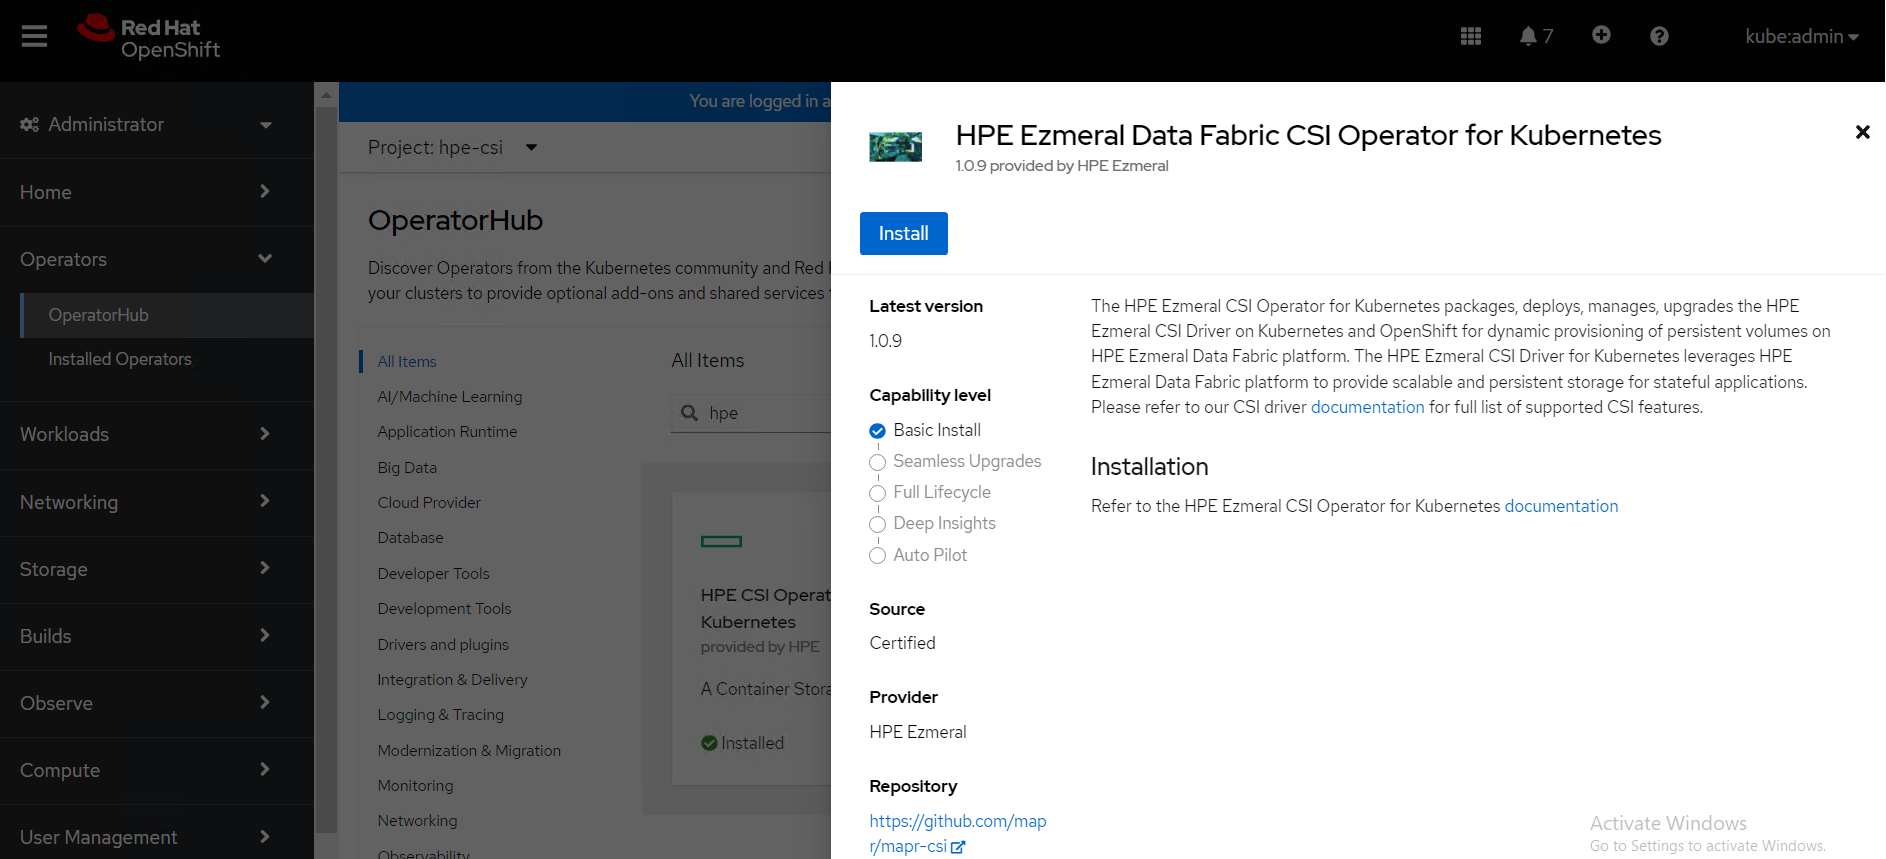 Red Hat
OpenShift
7
kube:admin
Administrator
Home
Operators
OperatorHub
Installed Operators
Workloads
Networking
Storage
Builds
Observe
Compute
User Management
You are logged in a
Project: hpe-csi
OperatorHub
Discover Operators from the Kubernetes community and Red
your clusters to provide optional add-ons and shared services
All Items
AI/Machine Learning
Application Runtime
Big Data
Cloud Provider
Database
Developer Tools
Development Tools
Drivers and plugins
Integration & Delivery
Logging & Tracing
Modernization & Migration
Monitoring
Networking
Observability
All Items
hpe
HPE CSI Operat
Kubernetes
provided by HPE
A Container Stora
Installed
HPE Ezmeral Data Fabric CSI Operator for Kubernetes
1.0.9 provided by HPE Ezmeral
Install
Latest version
1.0.9
Capability level
Basic Install
Seamless Upgrades
Full Lifecycle
Deep Insights
Auto Pilot
Source
Certified
Provider
HPE Ezmeral
Repository
https://github.com/map
r/mapr-csi
The HPE Ezmeral CSI Operator for Kubernetes packages, deploys, manages, upgrades the HPE
Ezmeral CSI Driver on Kubernetes and OpenShift for dynamic provisioning of persistent volumes on
HPE Ezmeral Data Fabric platform. The HPE Ezmeral CSI Driver for Kubernetes leverages HPE
Ezmeral Data Fabric platform to provide scalable and persistent storage for stateful applications.
Please refer to our CSI driver documentation for full list of supported CSI features.
Installation
Refer to the HPE Ezmeral CSI Operator for Kubernetes documentation
Activate Windows
Go to Settings to activate Windows.